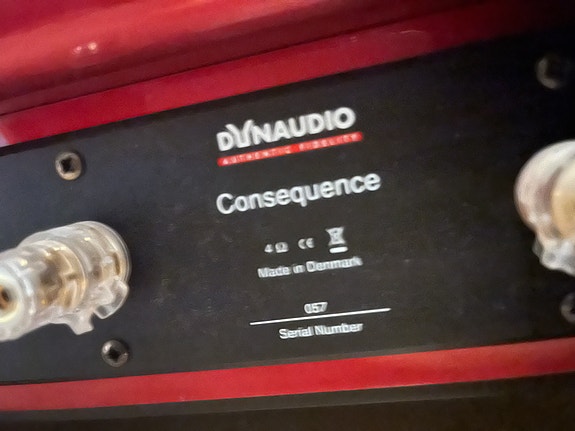 DYNAUDIO
AUTHENTIC FIDELITY
Consequence
4 Ω CE
Made in Denmark
057
Serial Number